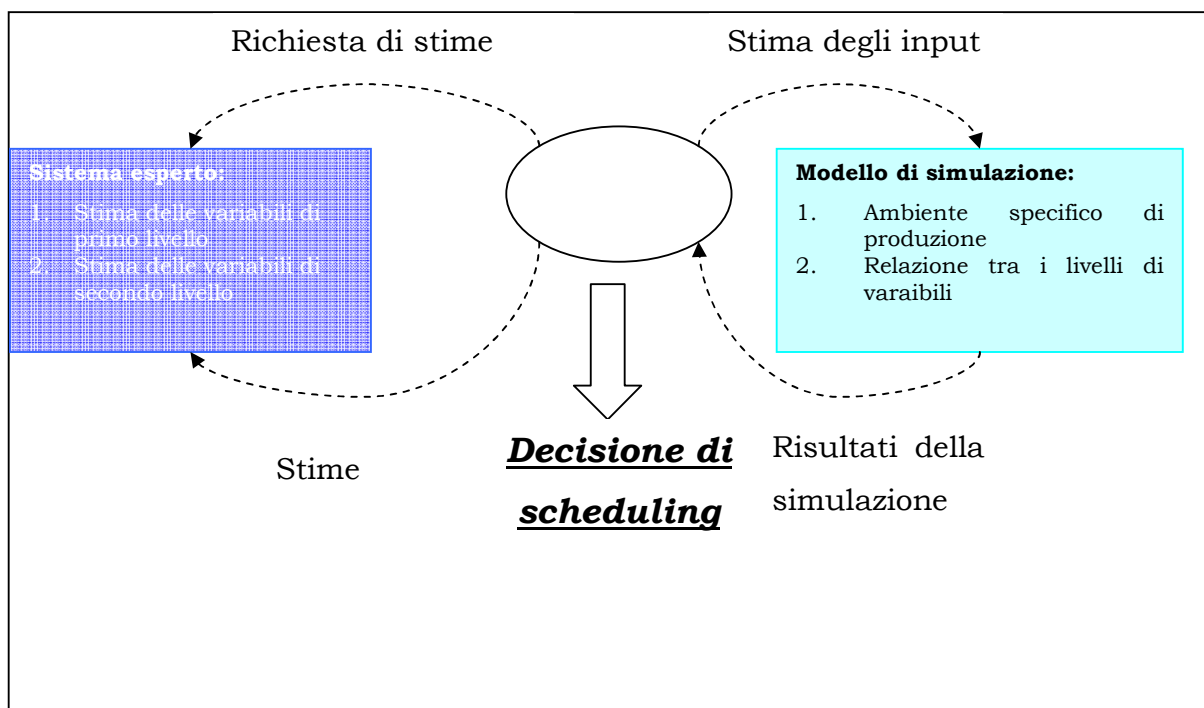 Richiesta di stime
Stima degli input
Sistema esperto:
1. Stima delle variabili di
primo livello
2. Stima delle variabili di
secondo livello
Modello di simulazione:
1. Ambiente specifico di
produzione
2. Relazione tra i livelli di
varaibili
Stime
Decisione di
scheduling
Risultati della
simulazione